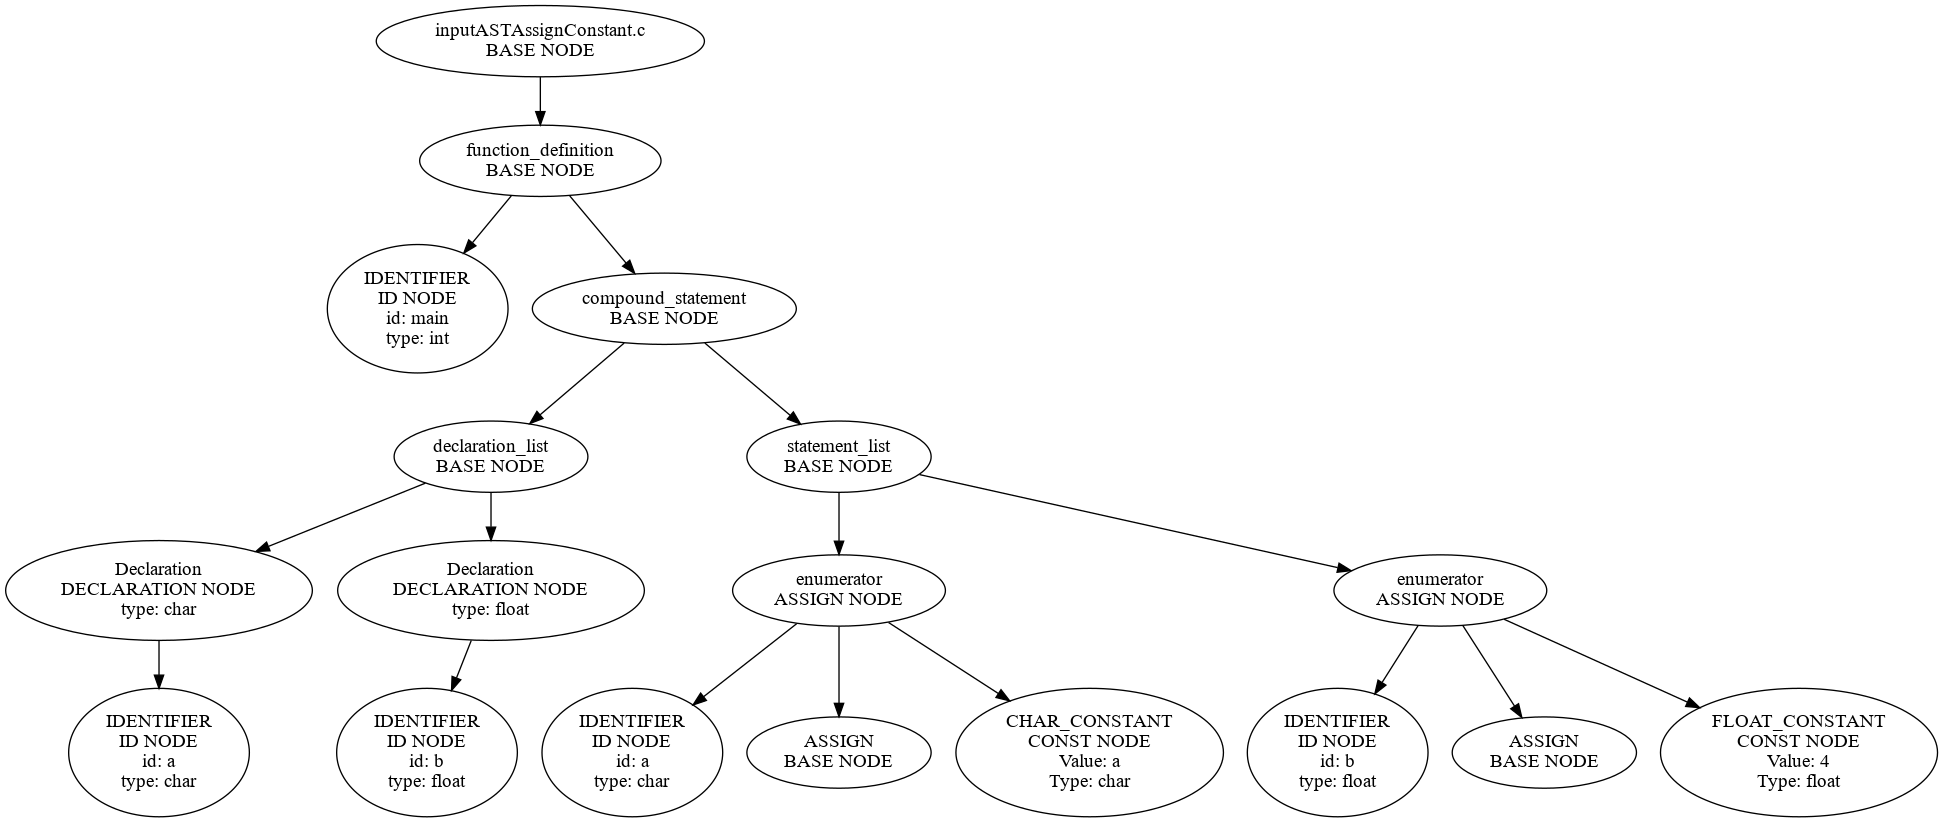 inputASTAssignConstant.c
BASE NODE
function_definition
BASE NODE
IDENTIFIER
ID NODE
id: main
type: int
compound_statement
BASE NODE
declaration_list
BASE NODE
statement_list
BASE NODE
Declaration
DECLARATION NODE
type: char
Declaration
DECLARATION NODE
type: float
enumerator
ASSIGN NODE
enumerator
ASSIGN NODE
IDENTIFIER
ID NODE
id: a
type: char
IDENTIFIER
ID NODE
id: b
type: float
IDENTIFIER
ID NODE
id: a
type: char
ASSIGN
BASE NODE
CHAR_CONSTANT
CONST NODE
Value: a
Type: char
IDENTIFIER
ID NODE
id: b
type: float
ASSIGN
BASE NODE
FLOAT_CONSTANT
CONST NODE
Value: 4
Type: float